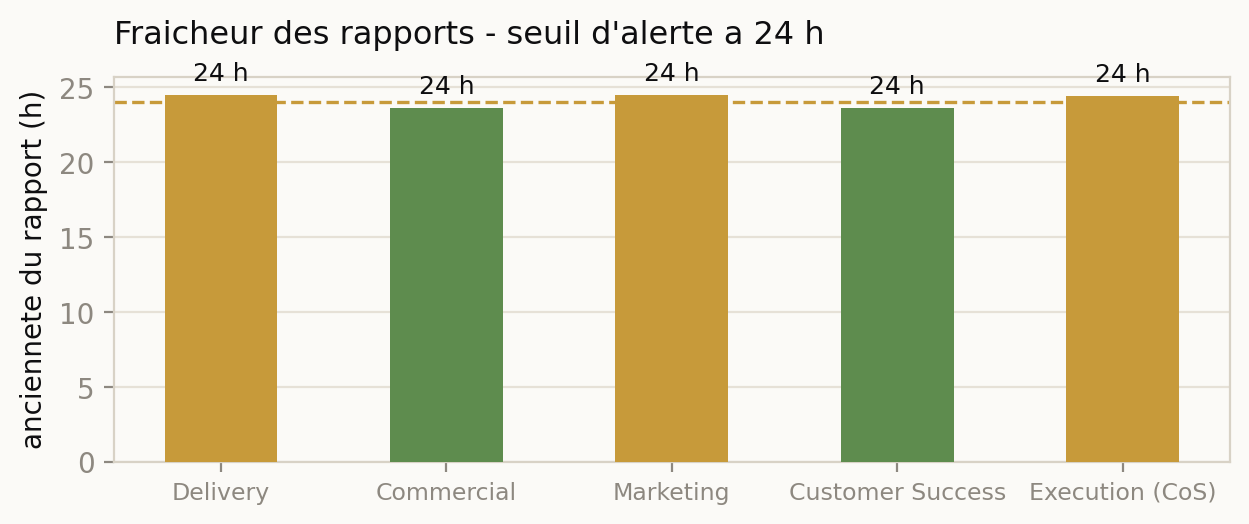 Fraicheur des rapports - seuil d'alerte a 24 h
24 h
24 h
24 h
24 h
24 h
anciennete du rapport (h)
25
20
15
10
5
0
Delivery
Commercial
Marketing
Customer Success
Execution (CoS)